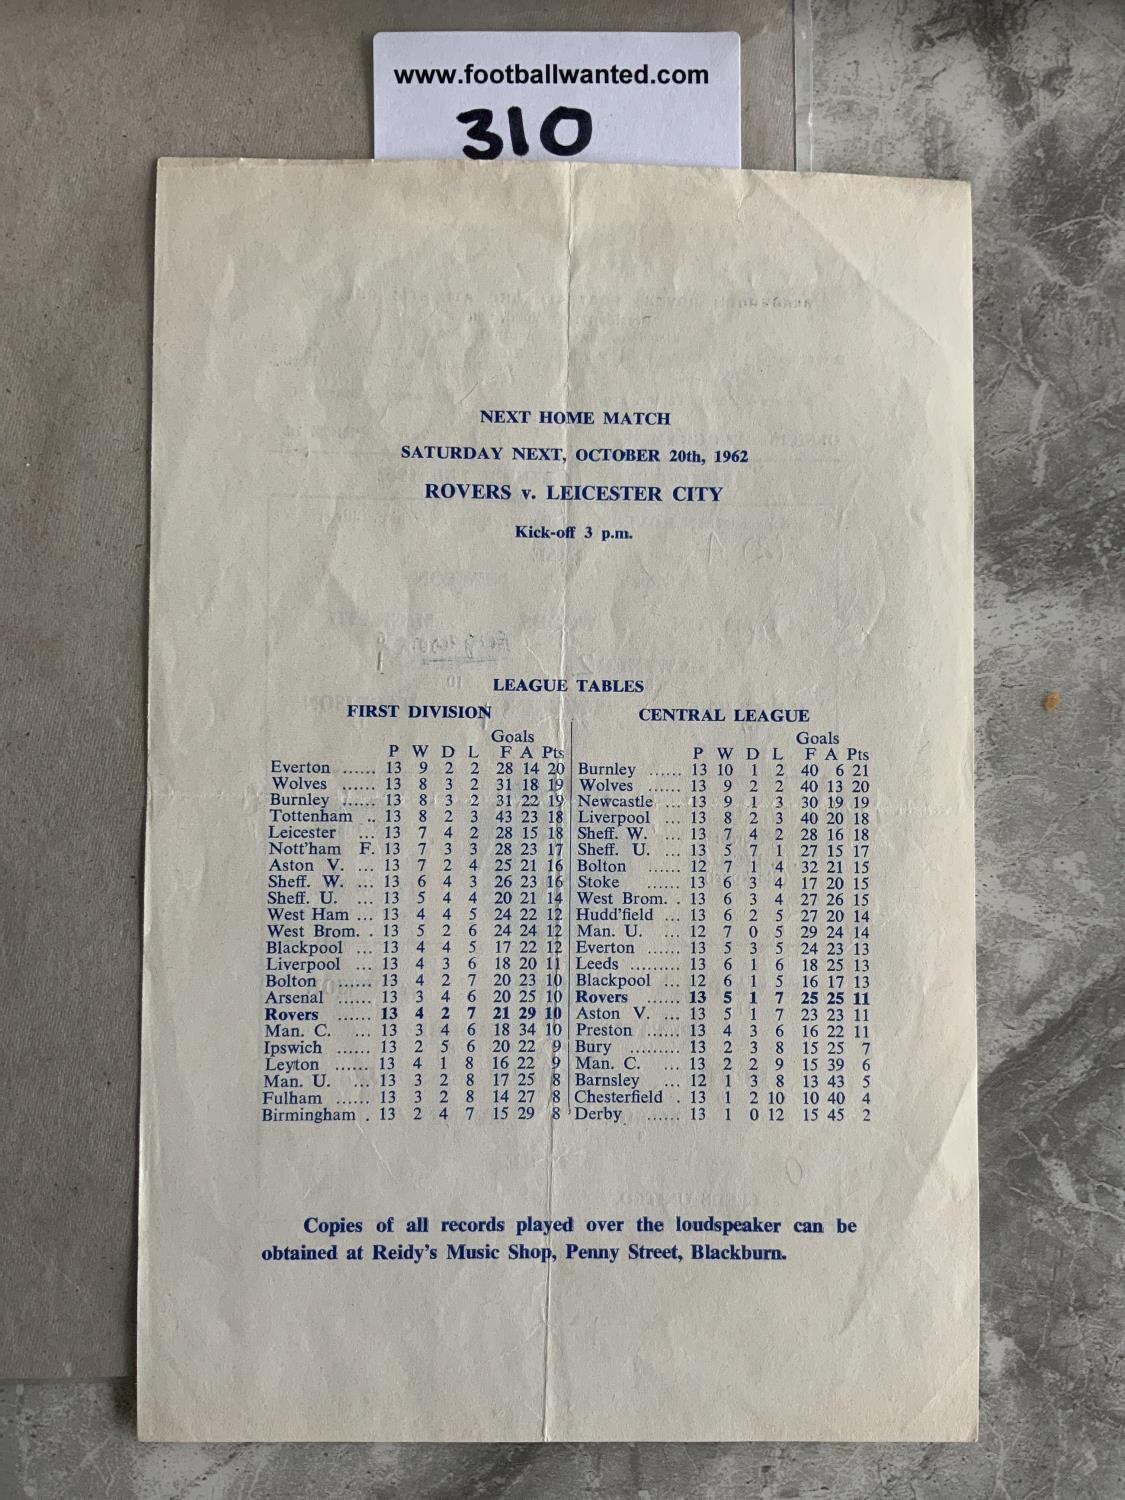 www.footballwanted.com
310
NEXT HOME MATCH
SATURDAY NEXT, OCTOBER 20th, 1962
ROVERS v. LEICESTER CITY
Kick-off 3 p.m.
LEAGUE TABLES
FIRST DIVISION
Goals
P W D L F A Pts
Everton ...... 13 9 2 2 28 14 20
Wolves ...... 13 8 3 2 31 18 19
Burnley ...... 13 8 3 2 31 22 19
Tottenham .. 13 8 2 3 43 23 18
Leicester ... 13 7 4 2 28 15 18
Nott'ham F. 13 7 3 3 28 23 17
Aston V. ... 13 7 2 4 25 21 16
Sheff. W. ... 13 6 4 3 26 23 16
Sheff. U. ... 13 5 4 4 20 21 14
West Ham ... 13 4 4 5 24 22 12
West Brom. . 13 5 2 6 24 24 12
Blackpool ... 13 4 4 5 17 22 12
Liverpool ... 13 4 3 6 18 20 11
Bolton ...... 13 4 2 7 20 23 10
Arsenal ...... 13 3 4 6 20 25 10
Rovers ...... 13 4 2 7 21 29 10
Man. C. ... 13 3 4 6 18 34 10
Ipswich ...... 13 2 5 6 20 22 9
Leyton ...... 13 4 1 8 16 22 9
Man. U. ... 13 3 2 8 17 25 8
Fulham ...... 13 3 2 8 14 27 8
Birmingham . 13 2 4 7 15 29 8
CENTRAL LEAGUE
Goals
P W D L F A Pts
Burnley ...... 13 10 1 2 40 6 21
Wolves ...... 13 9 2 2 40 13 20
Newcastle ... 13 9 1 3 30 19 19
Liverpool ... 13 8 2 3 40 20 18
Sheff. W. ... 13 7 4 2 28 16 18
Sheff. U. ... 13 5 7 1 27 15 17
Bolton ...... 12 7 1 4 32 21 15
Stoke ...... 13 6 3 4 17 20 15
West Brom. . 13 6 3 4 27 26 15
Hudd'field ... 13 6 2 5 27 20 14
Man. U. ... 12 7 0 5 29 24 14
Everton ...... 13 5 3 5 24 23 13
Leeds ......... 13 6 1 6 18 25 13
Blackpool ... 12 6 1 5 16 17 13
Rovers ...... 13 5 1 7 25 25 11
Aston V. ... 13 5 1 7 23 23 11
Preston ...... 13 4 3 6 16 22 11
Bury ......... 13 2 3 8 15 25 7
Man. C. ... 13 2 2 9 15 39 6
Barnsley ... 12 1 3 8 13 43 5
Chesterfield . 13 1 2 10 10 40 4
Derby ...... 13 1 0 12 15 45 2
Copies of all records played over the loudspeaker can be
obtained at Reidy's Music Shop, Penny Street, Blackburn.